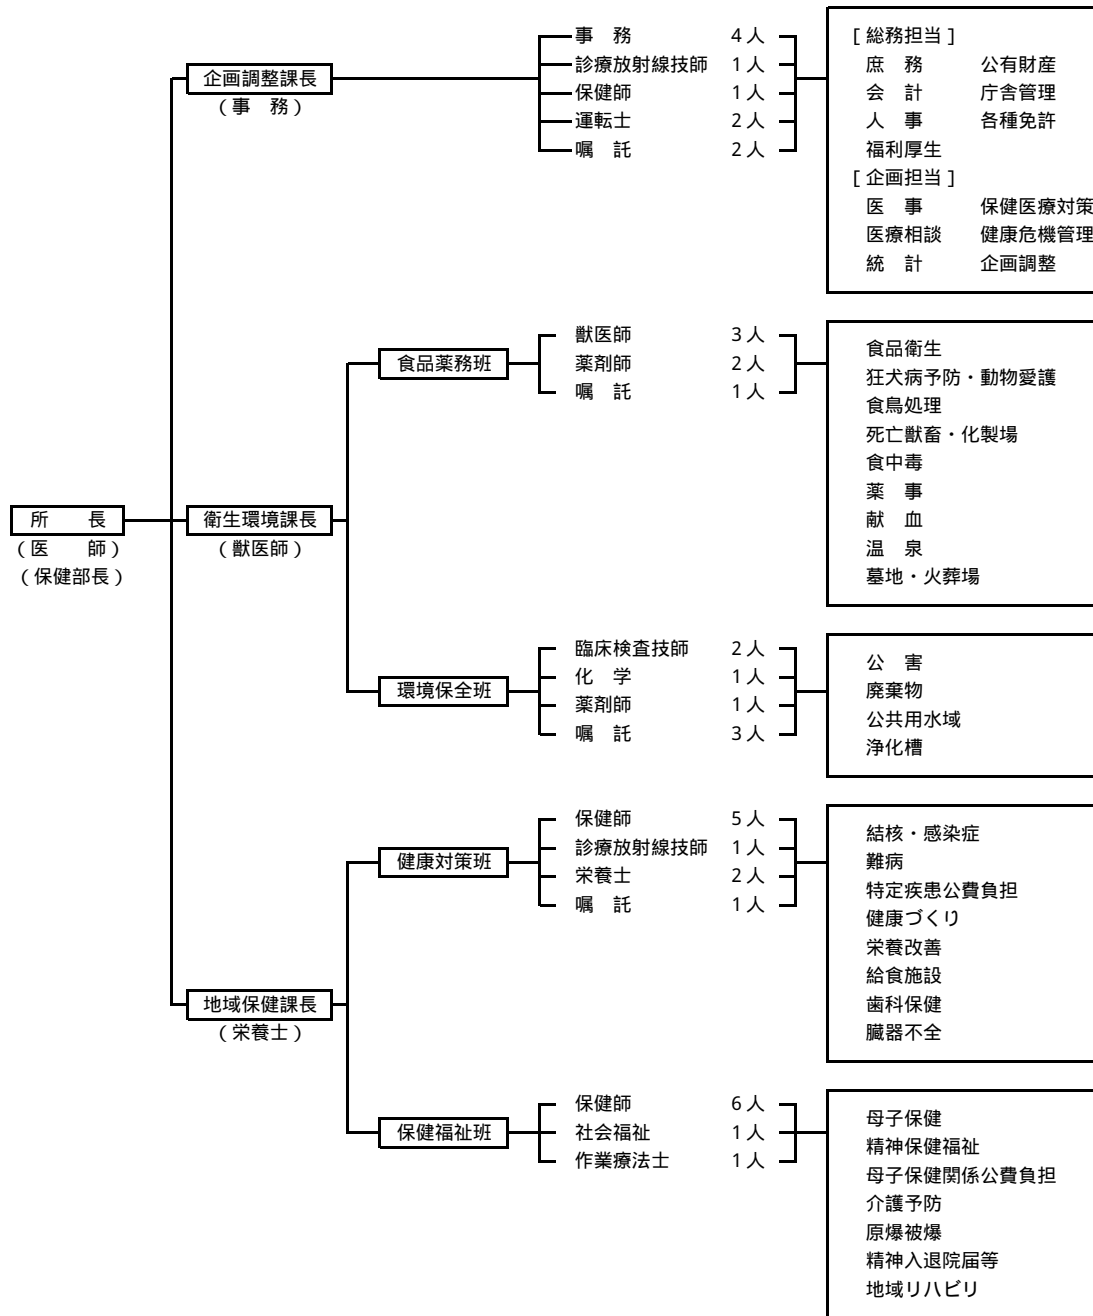 所　　長
（医　　師）
（保健部長）
企画調整課長
（事　務）
事　務　4人
診療放射線技師　1人
保健師　1人
運転士　2人
嘱　託　2人
［総務担当］
庶　務　　公有財産
会　計　　庁舎管理
人　事　　各種免許
福利厚生
［企画担当］
医　事　　保健医療対策
医療相談　　健康危機管理
統　計　　企画調整
衛生環境課長
（獣医師）
食品薬務班
獣医師　3人
薬剤師　2人
嘱　託　1人
食品衛生
狂犬病予防・動物愛護
食鳥処理
死亡獣畜・化製場
食中毒
薬　事
献　血
温　泉
墓地・火葬場
環境保全班
臨床検査技師　2人
化　学　1人
薬剤師　1人
嘱　託　3人
公　害
廃棄物
公共用水域
浄化槽
地域保健課長
（栄養士）
健康対策班
保健師　5人
診療放射線技師　1人
栄養士　2人
嘱　託　1人
結核・感染症
難病
特定疾患公費負担
健康づくり
栄養改善
給食施設
歯科保健
臓器不全
保健福祉班
保健師　6人
社会福祉　1人
作業療法士　1人
母子保健
精神保健福祉
母子保健関係公費負担
介護予防
原爆被爆
精神入退院届等
地域リハビリ